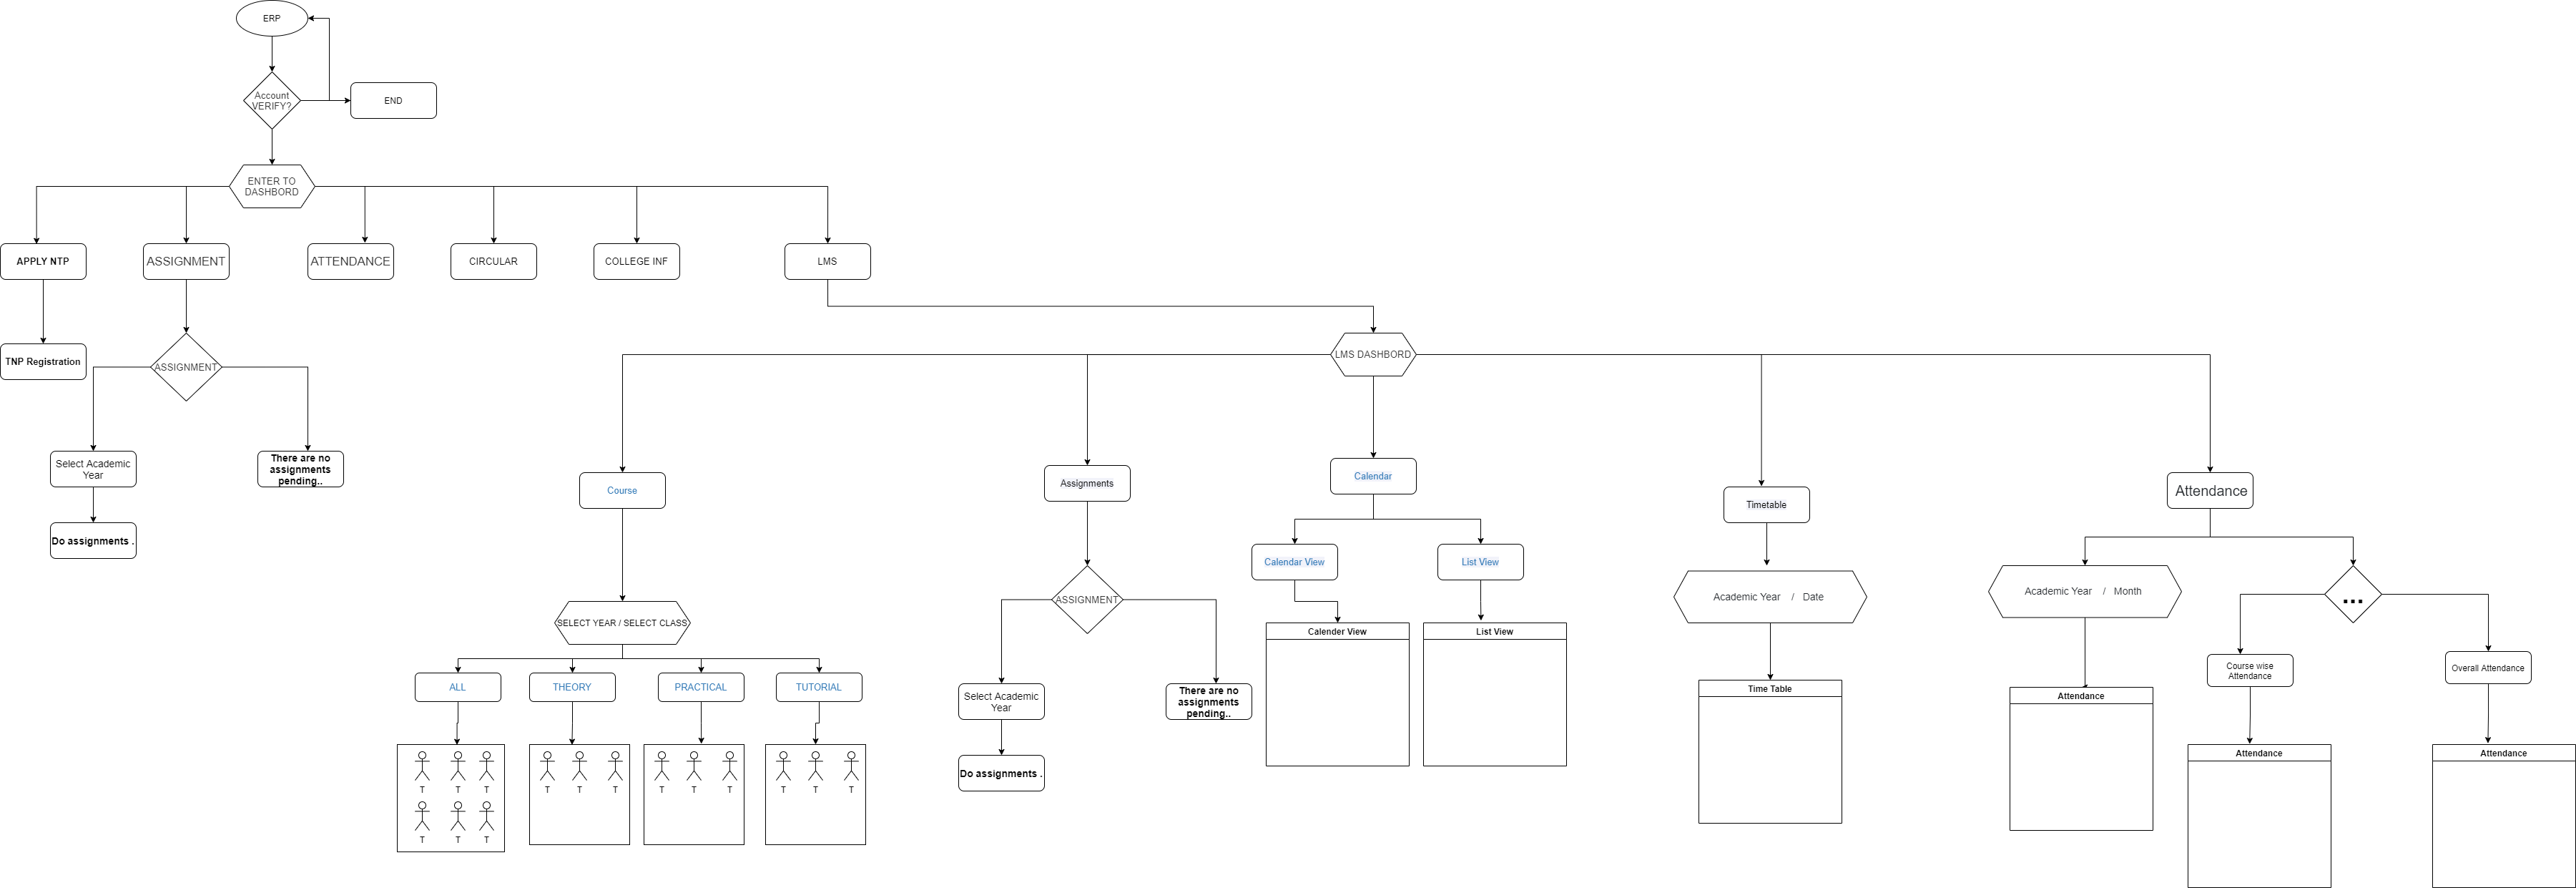 ERP
Account
VERIFY?
END
ENTER TO
DASHBORD
APPLY NTP
ASSIGNMENT
ATTENDANCE
CIRCULAR
COLLEGE INF
LMS
TNP Registration
ASSIGNMENT
LMS DASHBORD
Select Academic
Year
There are no
assignments
pending..
Do assignments .
Course
Assignments
Calendar
Timetable
Attendance
Calendar View
List View
SELECT YEAR / SELECT CLASS
ASSIGNMENT
Academic Year / Date
Academic Year / Month
...
Calender View
List View
Course wise
Attendance
Overall Attendance
ALL
THEORY
PRACTICAL
TUTORIAL
Select Academic
Year
There are no
assignments
pending..
Time Table
Attendance
Do assignments .
Attendance
Attendance
T T T
T T T
T T T
T T T
T T T